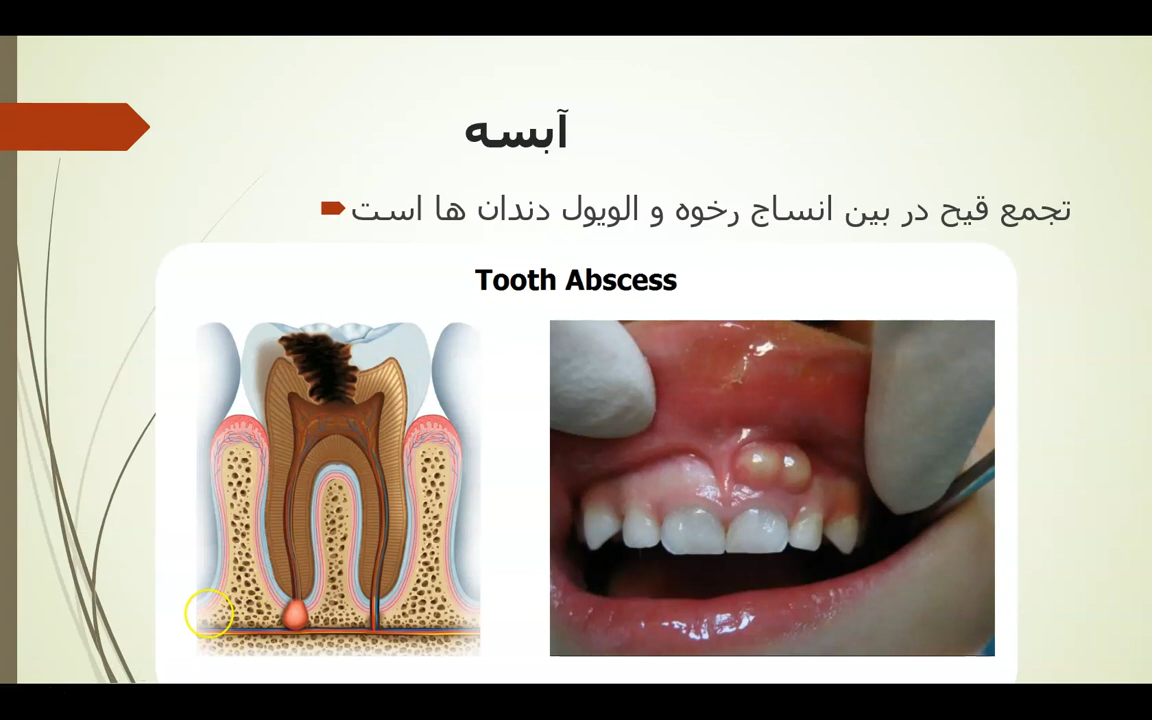 آبسه
تجمع قیح در بین انساج رخوه و الویول دندان ها است
Tooth Abscess